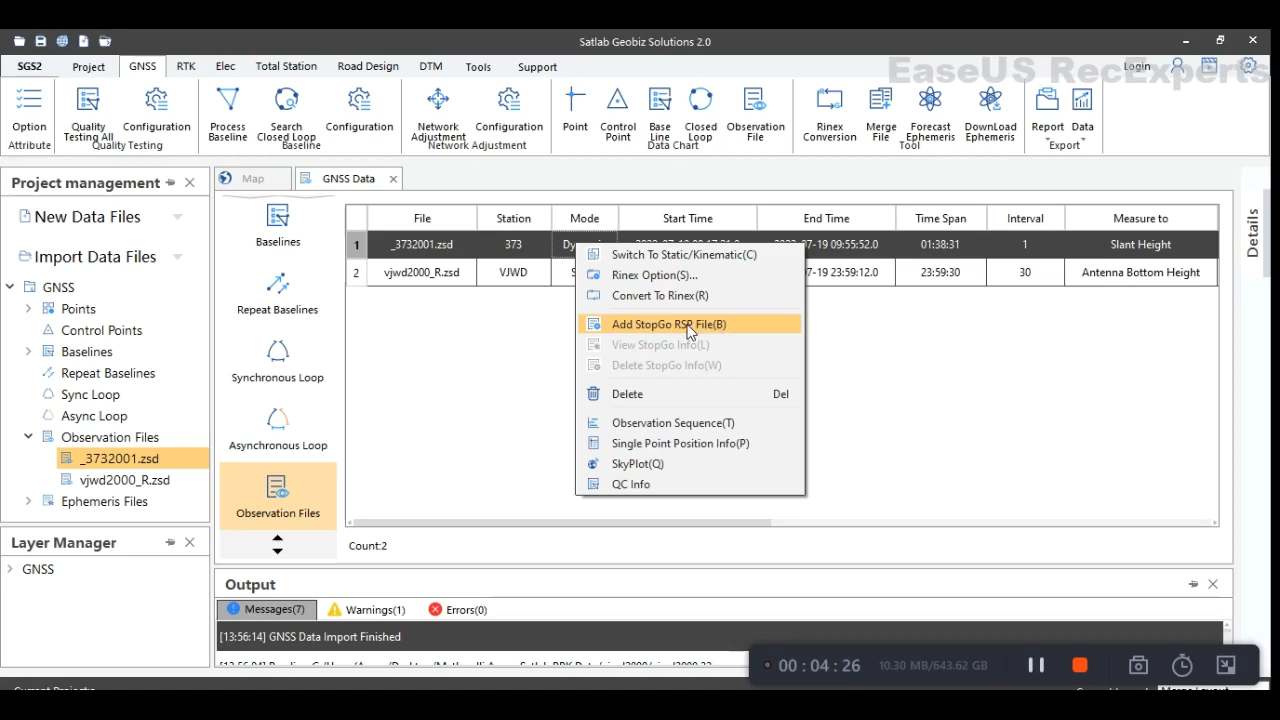 Satlab Geobiz Solutions 2.0
SGS2 Project GNSS RTK Elec Total Station Road Design DTM Tools Support Login
EaseUS RecExperts
Option
Attribute
Quality Testing All
Configuration
Quality Testing
Process Baseline
Search Closed Loop
Configuration
Baseline
Network Adjustment
Configuration
Network Adjustment
Point
Control Point
Base Line
Closed Loop
Observation File
Data Chart
Rinex Conversion
Merge File
Forecast Ephemeris
DownLoad Ephemeris
Tool
Report
Data
Export
Project management
New Data Files
Import Data Files
GNSS
Points
Control Points
Baselines
Repeat Baselines
Sync Loop
Async Loop
Observation Files
_3732001.zsd
vjwd2000_R.zsd
Ephemeris Files
Layer Manager
GNSS
Map
GNSS Data
Baselines
Repeat Baselines
Synchronous Loop
Asynchronous Loop
Observation Files
File Station Mode Start Time End Time Time Span Interval Measure to
1 _3732001.zsd 373 09:55:52.0 01:38:31 1 Slant Height
2 vjwd2000_R.zsd VJWD 23:59:12.0 23:59:30 30 Antenna Bottom Height
Switch To Static/Kinematic(C)
Rinex Option(S)...
Convert To Rinex(R)
Add StopGo RSP File(B)
View StopGo Info(L)
Delete StopGo Info(W)
Delete Del
Observation Sequence(T)
Single Point Position Info(P)
SkyPlot(Q)
QC Info
Count:2
Details
Output
Messages(7) Warnings(1) Errors(0)
[13:56:14] GNSS Data Import Finished
00:04:26 10.30 MB/643.62 GB